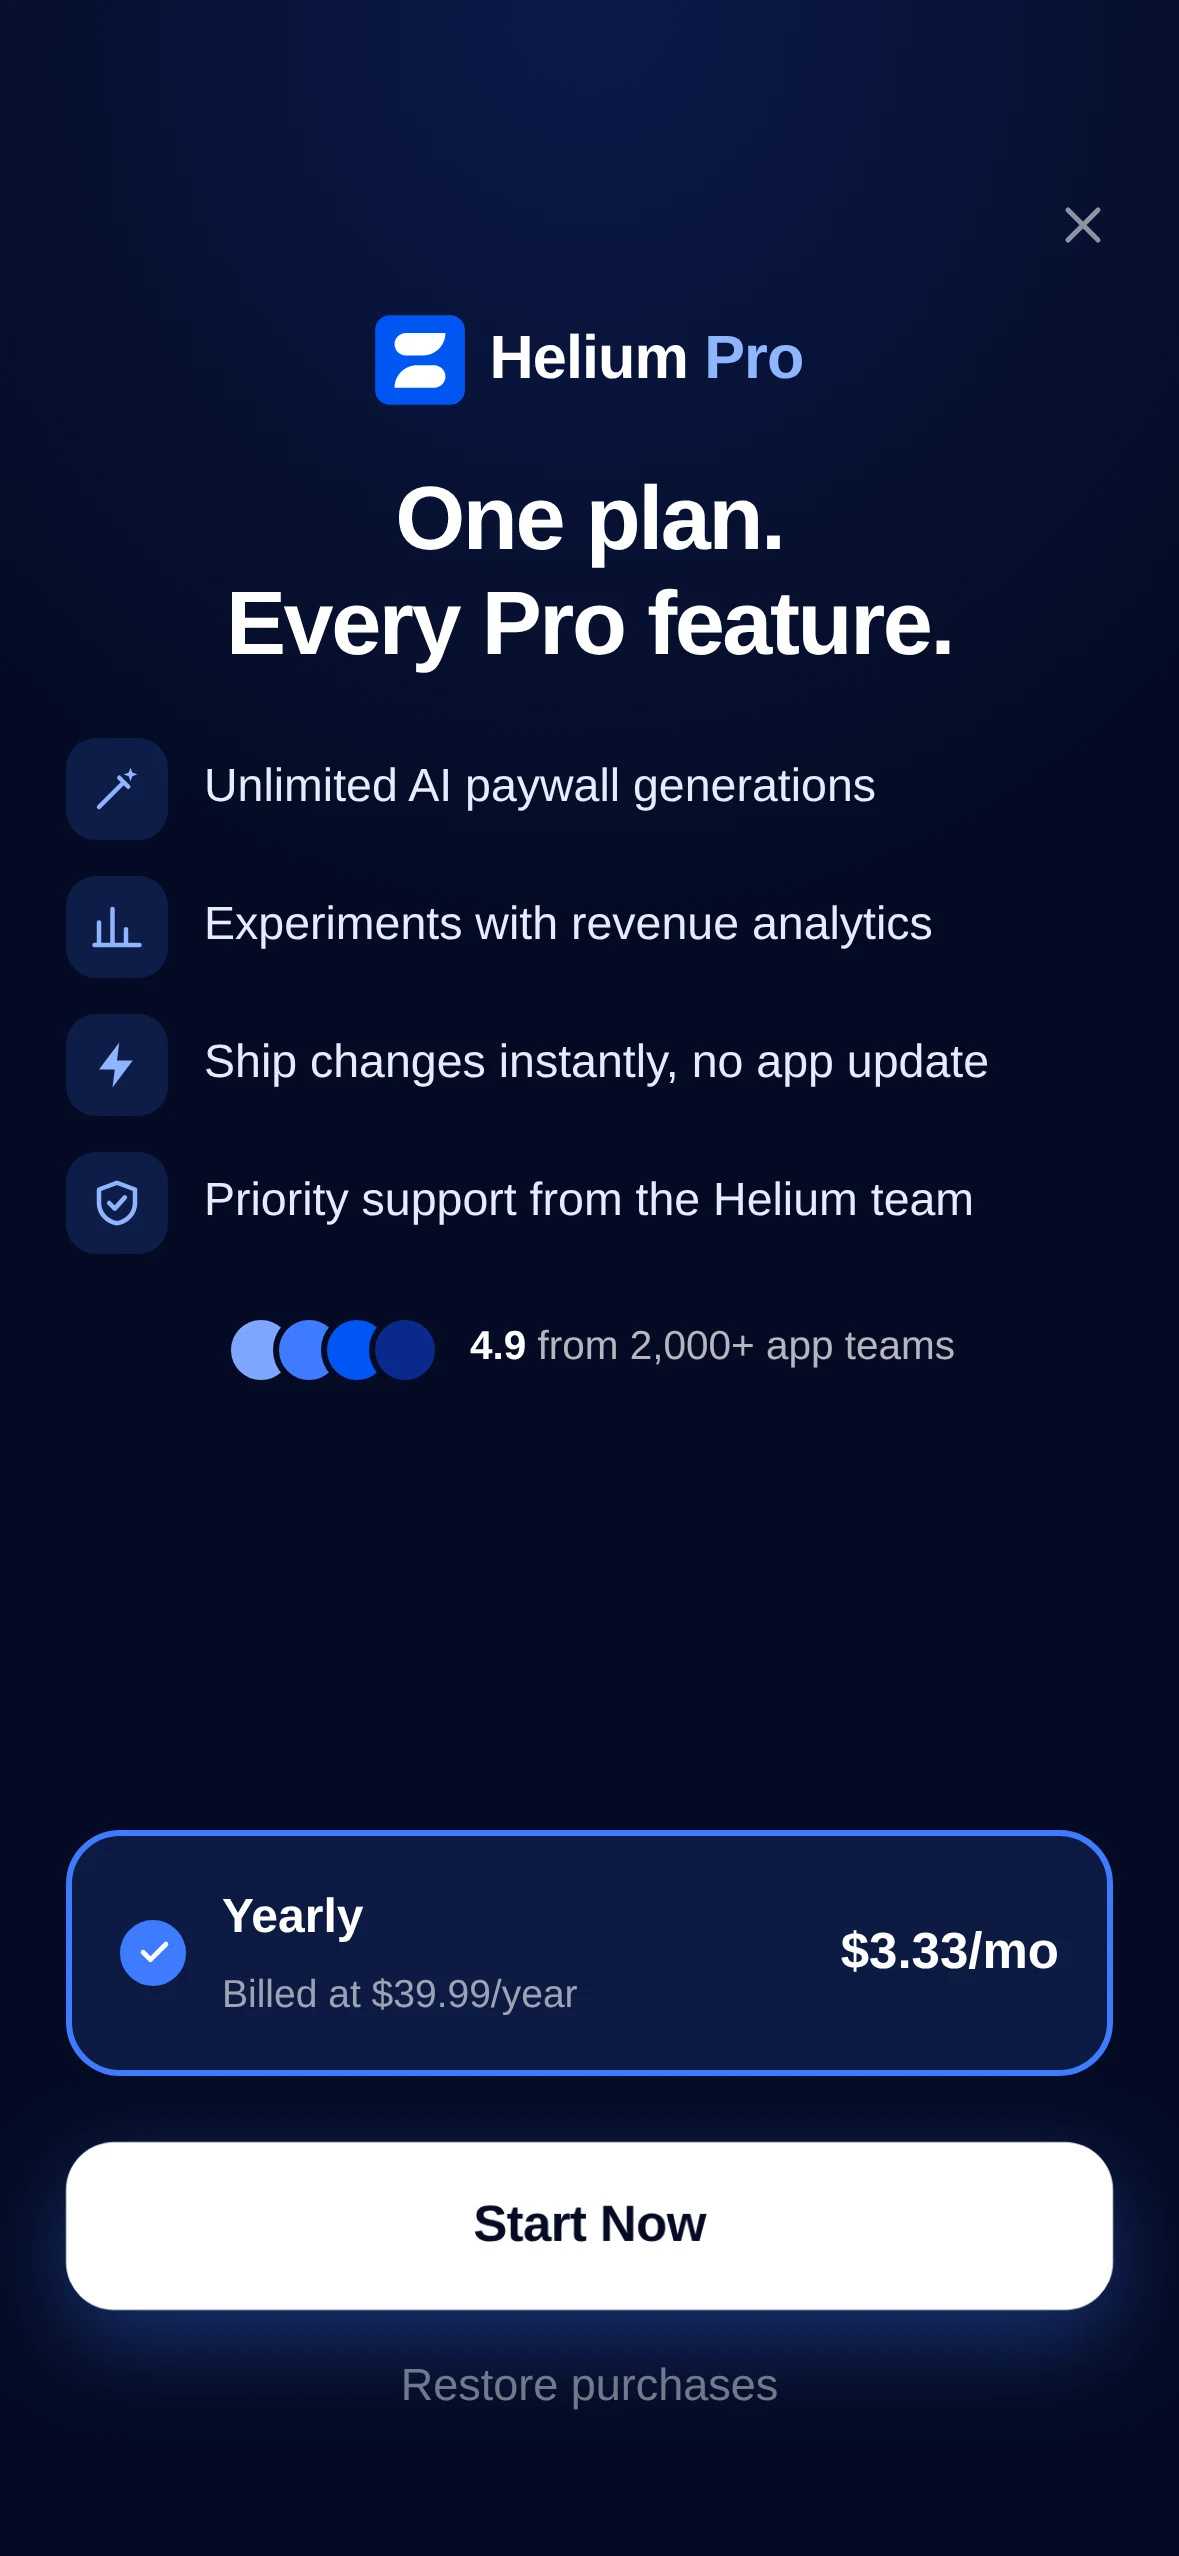 Helium Pro
One plan.
Every Pro feature.
Unlimited AI paywall generations
Experiments with revenue analytics
Ship changes instantly, no app update
Priority support from the Helium team
4.9 from 2,000+ app teams
Yearly
Billed at $39.99/year
$3.33/mo
Start Now
Restore purchases